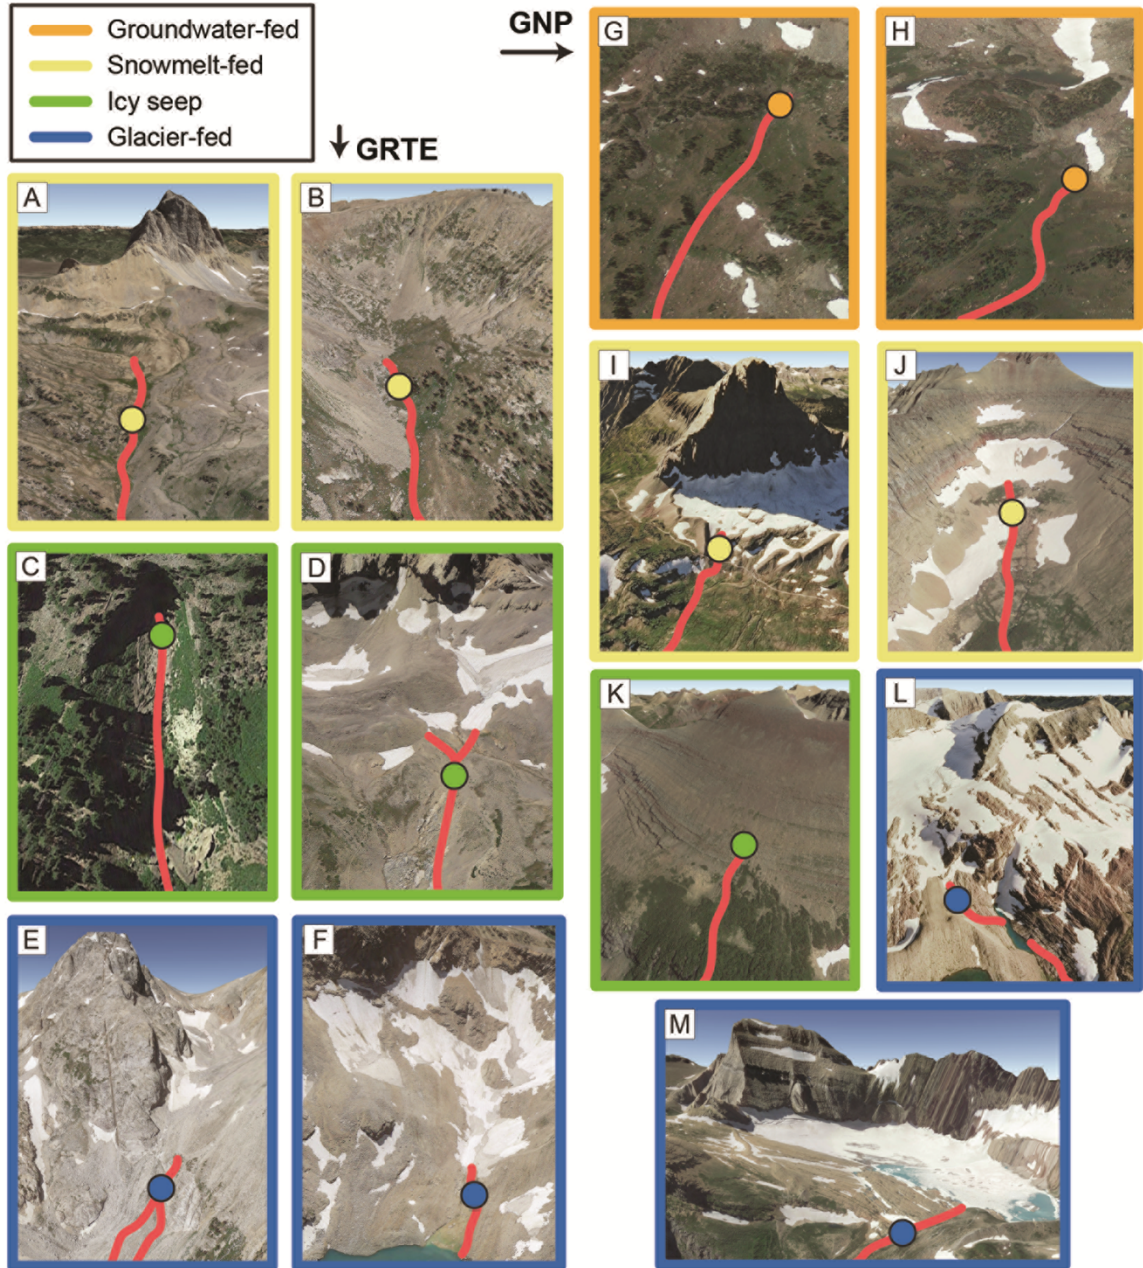 Groundwater-fed
Snowmelt-fed
Icy seep
Glacier-fed
GNP
GRTE
A
B
C
D
E
F
G
H
I
J
K
L
M